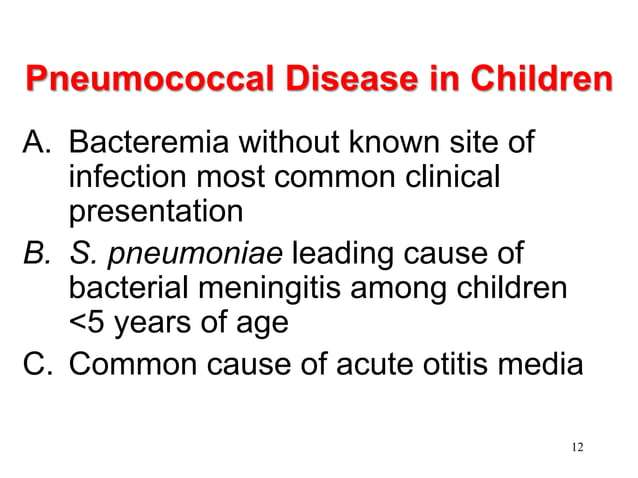 Pneumococcal Disease in Children
A. Bacteremia without known site of
infection most common clinical
presentation
B. S. pneumoniae leading cause of
bacterial meningitis among children
<5 years of age
C. Common cause of acute otitis media
12